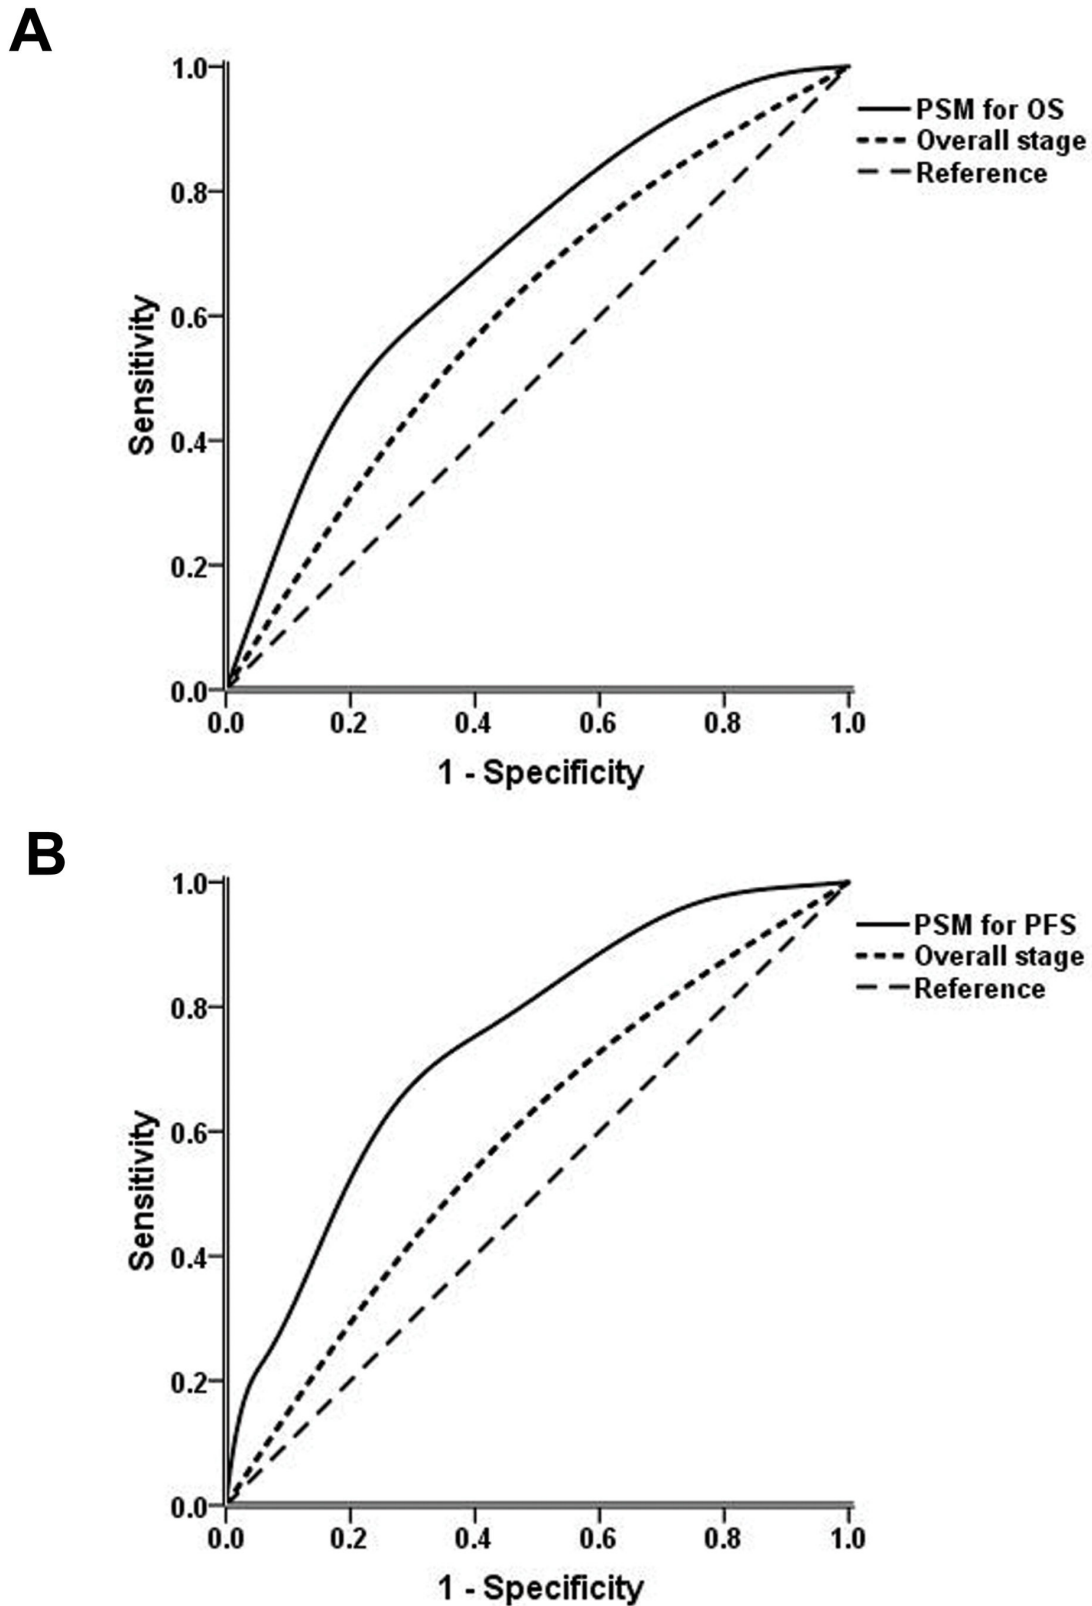 A
1.0
0.8
0.6
0.4
0.2
0.0
Sensitivity
0.0 0.2 0.4 0.6 0.8 1.0
1 - Specificity
PSM for OS
Overall stage
Reference
B
1.0
0.8
0.6
0.4
0.2
0.0
Sensitivity
0.0 0.2 0.4 0.6 0.8 1.0
1 - Specificity
PSM for PFS
Overall stage
Reference